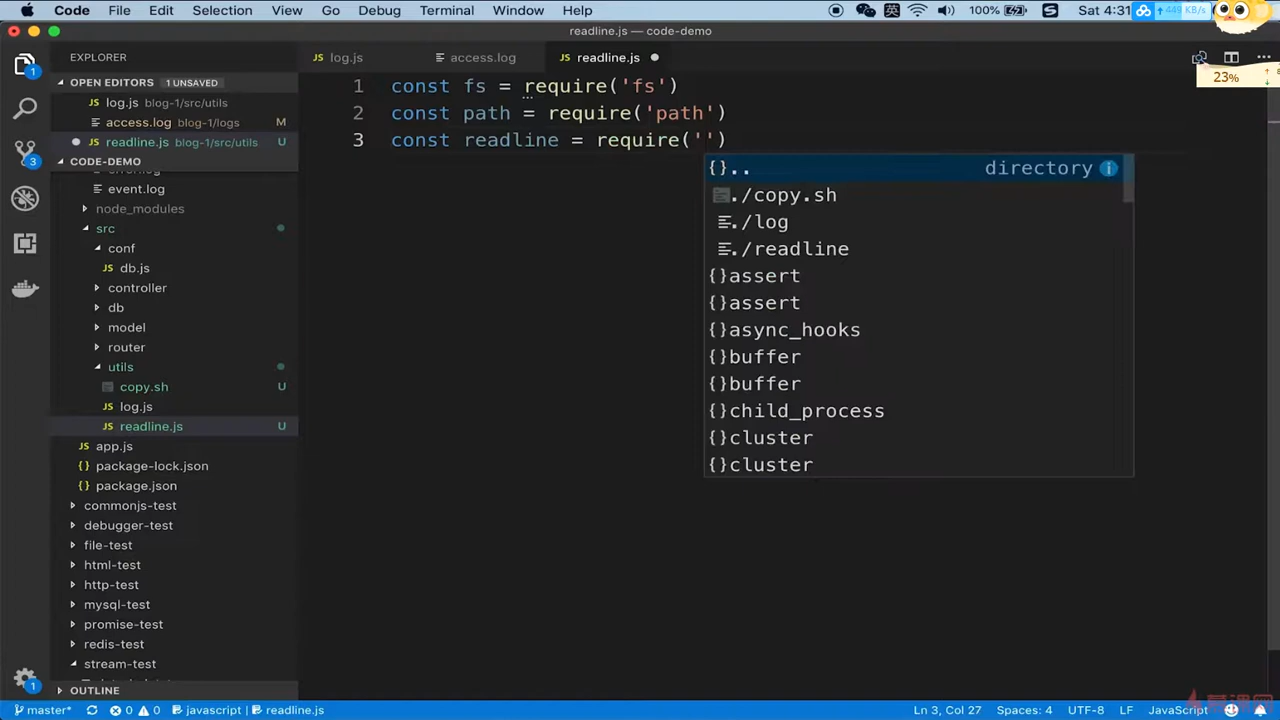 Code File Edit Selection View Go Debug Terminal Window Help 英 100% Sat 4:31
449 KB/s
readline.js — code-demo
23%
EXPLORER
log.js access.log readline.js
OPEN EDITORS 1 UNSAVED
log.js blog-1/src/utils
access.log blog-1/logs M
readline.js blog-1/src/utils U
CODE-DEMO
event.log
node_modules
src
conf
db.js
controller
db
model
router
utils
copy.sh U
log.js
readline.js U
app.js
package-lock.json
package.json
commonjs-test
debugger-test
file-test
html-test
http-test
mysql-test
promise-test
redis-test
stream-test
OUTLINE
1
3
1
1 const fs = require('fs')
2 const path = require('path')
3 const readline = require('')
{}.. directory
./copy.sh
./log
./readline
{}assert
{}assert
{}async_hooks
{}buffer
{}buffer
{}child_process
{}cluster
{}cluster
master* 0 0 javascript readline.js Ln 3, Col 27 Spaces: 4 UTF-8 LF JavaScript